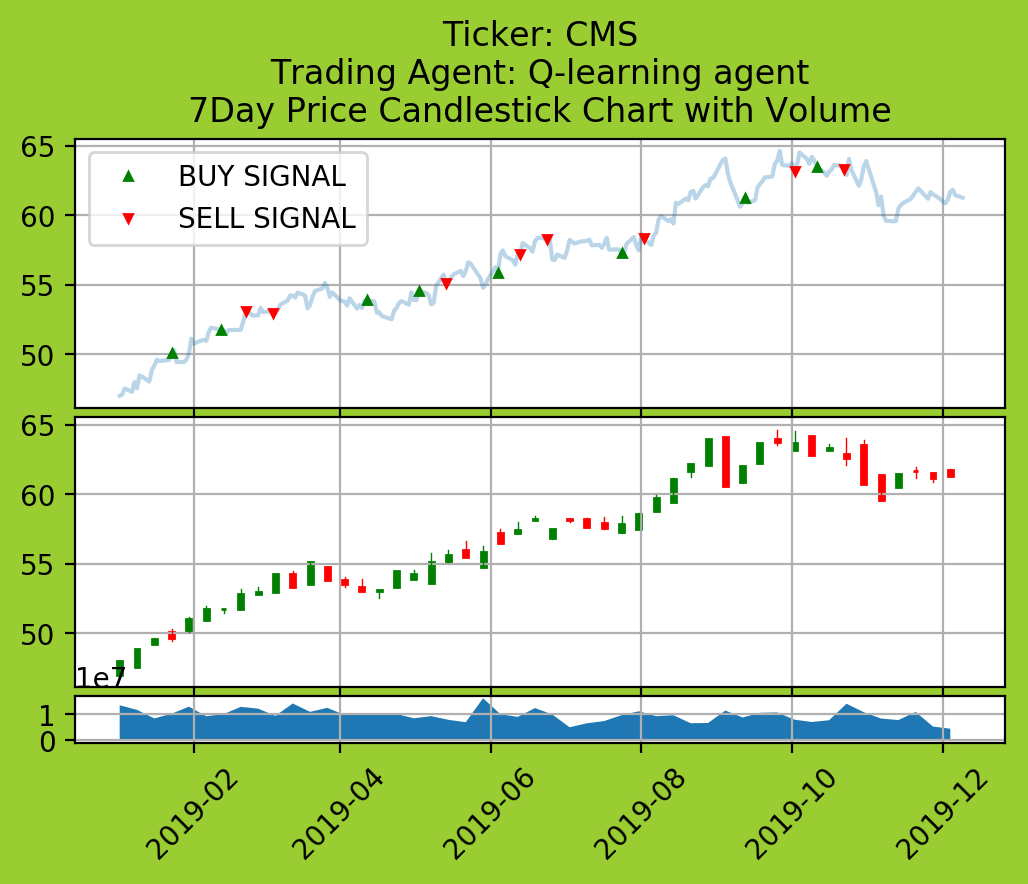 Ticker: CMS
Trading Agent: Q-learning agent
7Day Price Candlestick Chart with Volume
65
60
55
50
BUY SIGNAL
SELL SIGNAL
65
60
55
50
1e7
1
0
2019-02
2019-04
2019-06
2019-08
2019-10
2019-12